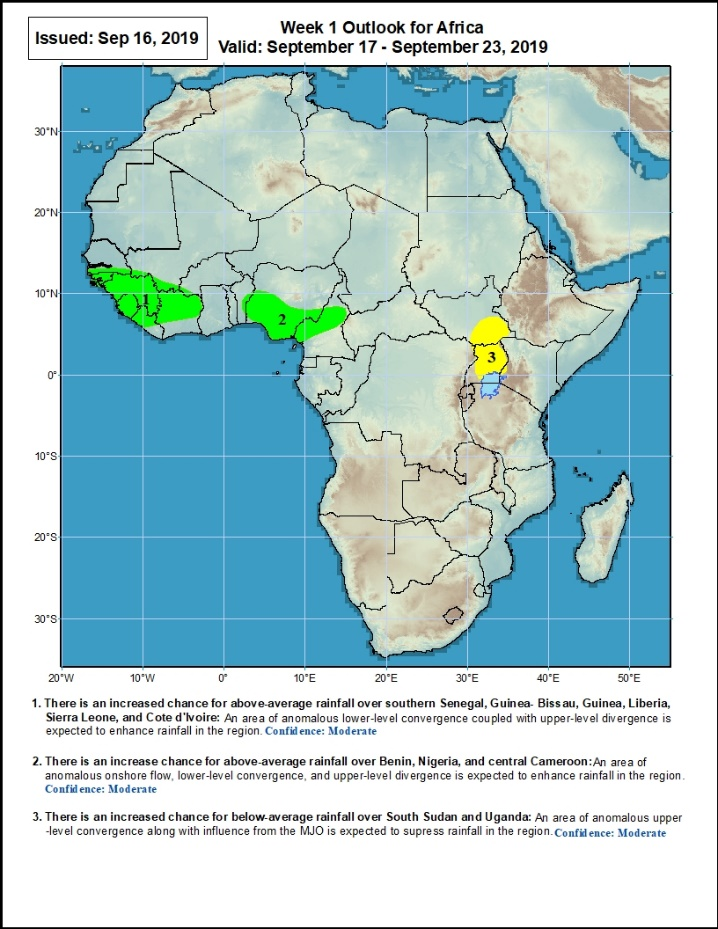 Issued: Sep 16, 2019
Week 1 Outlook for Africa
Valid: September 17 - September 23, 2019
30°N
20°N
10°N
0°
10°S
20°S
30°S
1
2
3
20°W 10°W 0° 10°E 20°E 30°E 40°E 50°E
1. There is an increased chance for above-average rainfall over southern Senegal, Guinea- Bissau, Guinea, Liberia,
Sierra Leone, and Cote d'Ivoire: An area of anomalous lower-level convergence coupled with upper-level divergence is
expected to enhance rainfall in the region. Confidence: Moderate
2. There is an increase chance for above-average rainfall over Benin, Nigeria, and central Cameroon:An area of
anomalous onshore flow, lower-level convergence, and upper-level divergence is expected to enhance rainfall in the region.
Confidence: Moderate
3. There is an increased chance for below-average rainfall over South Sudan and Uganda: An area of anomalous upper
-level convergence along with influence from the MJO is expected to supress rainfall in the region. Confidence: Moderate